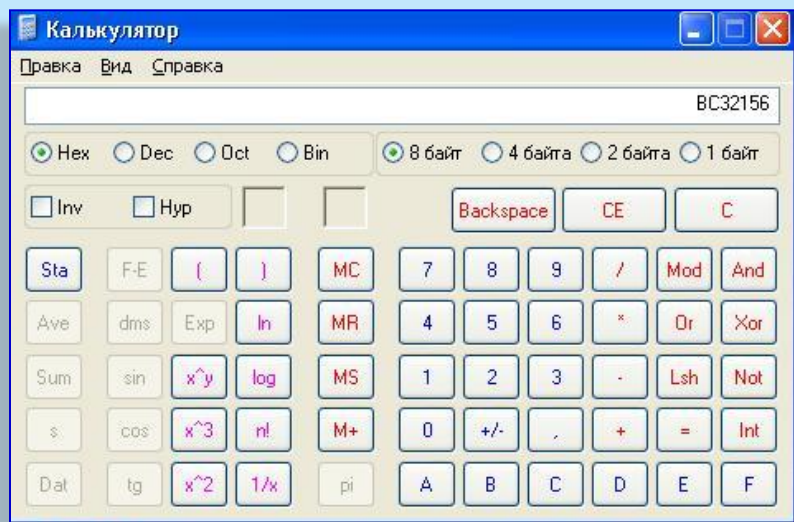 Калькулятор
Правка Вид Справка
BC32156
Hex Dec Oct Bin 8 байт 4 байта 2 байта 1 байт
Inv Hyp Backspace CE C
Sta F-E ( ) MC 7 8 9 / Mod And
Ave dms Exp ln MR 4 5 6 * Or Xor
Sum sin x^y log MS 1 2 3 - Lsh Not
s cos x^3 n! M+ 0 +/- , + = Int
Dat tg x^2 1/x pi A B C D E F